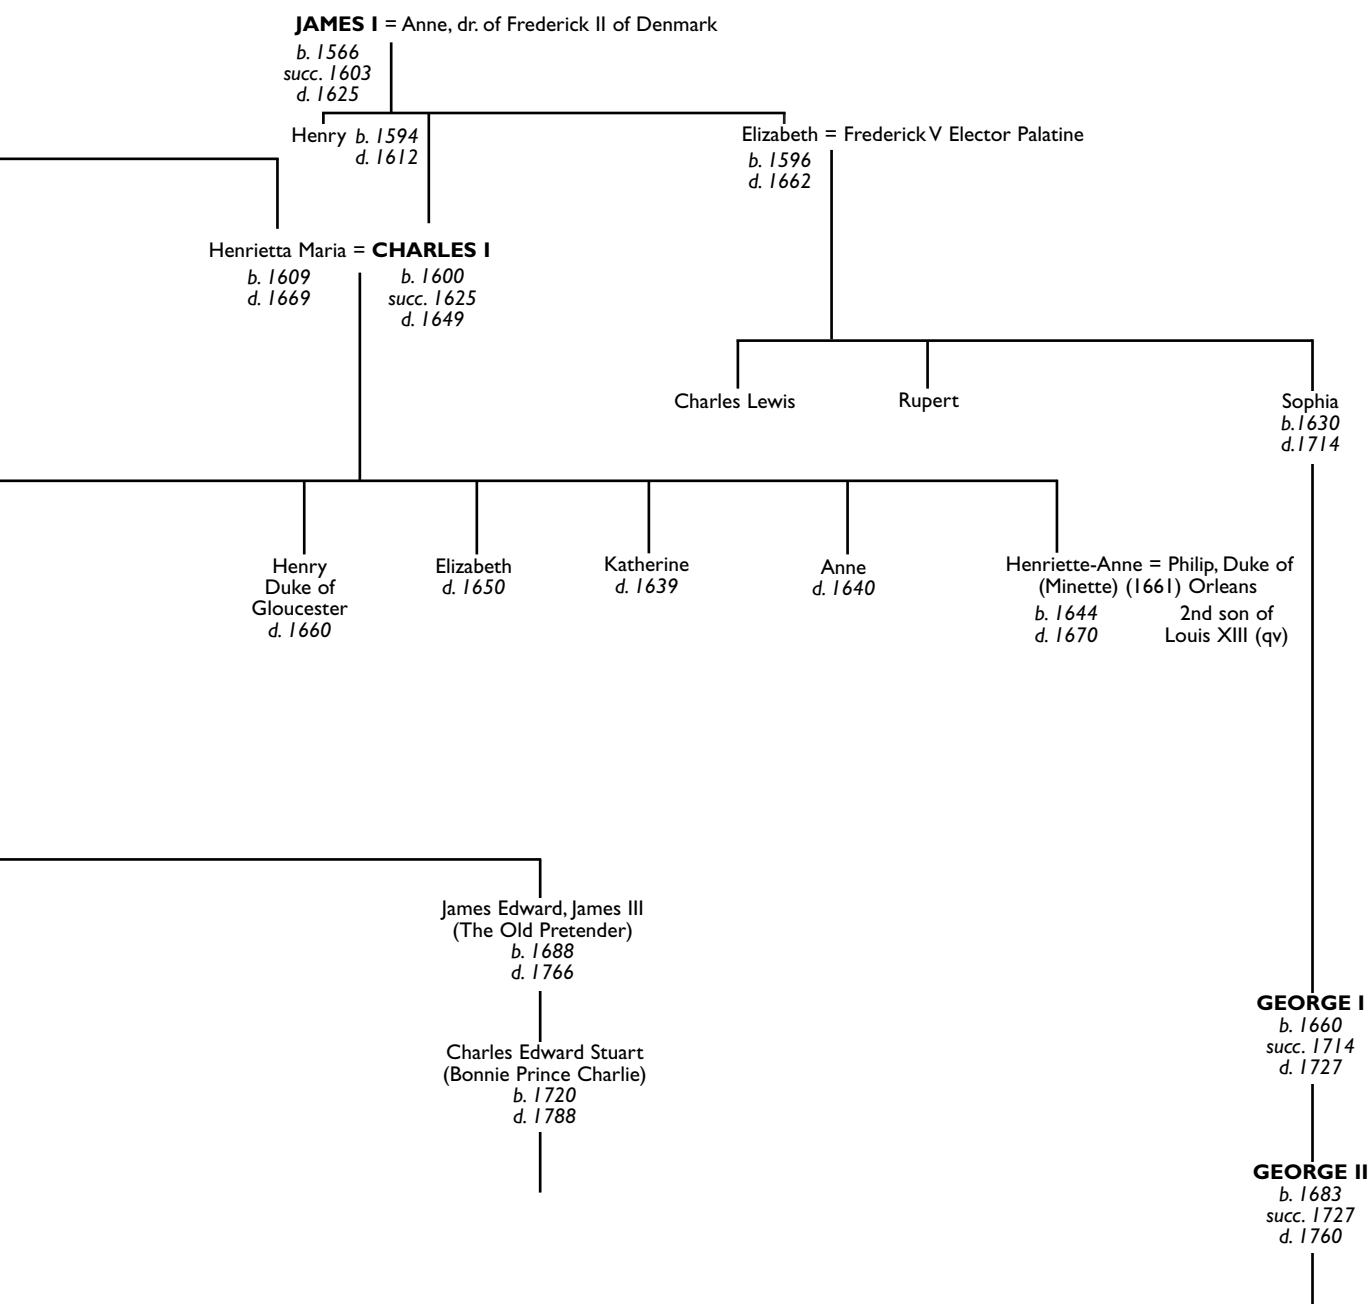 JAMES I = Anne, dr. of Frederick II of Denmark
b. 1566
succ. 1603
d. 1625
Henry b. 1594
d. 1612
Elizabeth = Frederick V Elector Palatine
b. 1596
d. 1662
Henrietta Maria = CHARLES I
b. 1609
d. 1669
b. 1600
succ. 1625
d. 1649
Charles Lewis
Rupert
Sophia
b.1630
d.1714
Henry
Duke of
Gloucester
d. 1660
Elizabeth
d. 1650
Katherine
d. 1639
Anne
d. 1640
Henriette-Anne = Philip, Duke of
(Minette) (1661) Orleans
b. 1644
d. 1670
2nd son of
Louis XIII (qv)
James Edward, James III
(The Old Pretender)
b. 1688
d. 1766
Charles Edward Stuart
(Bonnie Prince Charlie)
b. 1720
d. 1788
GEORGE I
b. 1660
succ. 1714
d. 1727
GEORGE II
b. 1683
succ. 1727
d. 1760